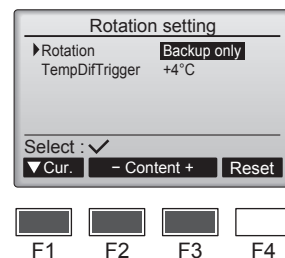 Rotation setting
Rotation Backup only
TempDifTrigger +4°C
Select : ✓
▼Cur. − Content + Reset
F1 F2 F3 F4